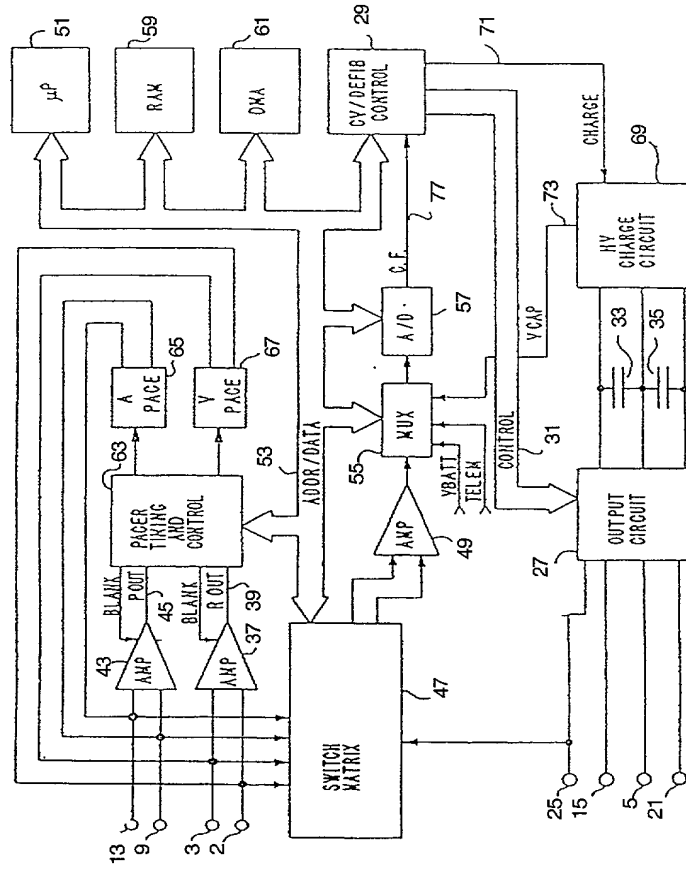 51
59
61
29
71
μP
RAM
DMA
CV/DEFIB
CONTROL
CHARGE
73
69
HV
CHARGE
CIRCUIT
C.F.
77
VCAP
33
35
A
PACE
65
V
PACE
67
A/D
57
63
PACER
TIMING
AND
CONTROL
53
ADDR/DATA
55
MUX
VBATT
TELEM
CONTROL
31
OUTPUT
CIRCUIT
27
BLANK
POUT
45
BLANK
R OUT
39
43
AMP
37
AMP
AMP
49
47
SWITCH
MATRIX
13
9
3
2
25
15
5
21